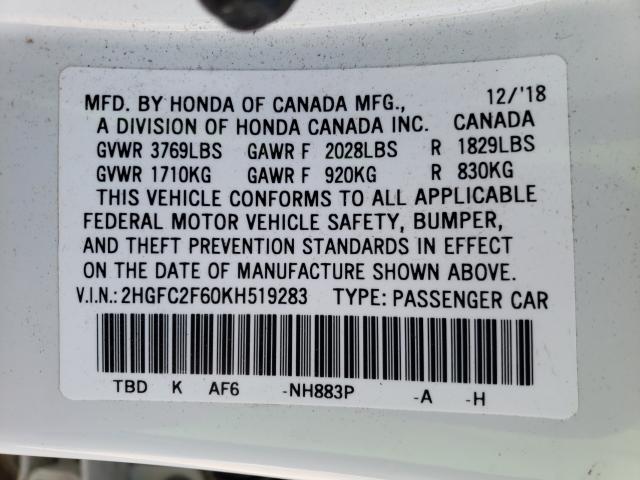 MFD. BY HONDA OF CANADA MFG., 12/'18
A DIVISION OF HONDA CANADA INC. CANADA
GVWR 3769LBS GAWR F 2028LBS R 1829LBS
GVWR 1710KG GAWR F 920KG R 830KG
THIS VEHICLE CONFORMS TO ALL APPLICABLE
FEDERAL MOTOR VEHICLE SAFETY, BUMPER,
AND THEFT PREVENTION STANDARDS IN EFFECT
ON THE DATE OF MANUFACTURE SHOWN ABOVE.
V.I.N.: 2HGFC2F60KH519283 TYPE: PASSENGER CAR
TBD K AF6 -NH883P -A -H